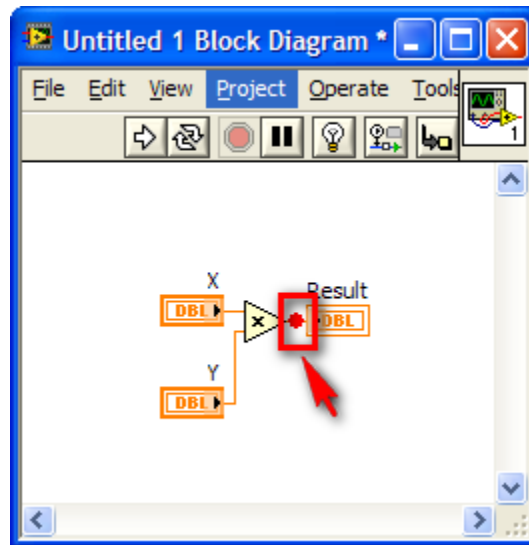 Untitled 1 Block Diagram *
File Edit View Project Operate Tools
1
X
DBL
Result
DBL
Y
DBL